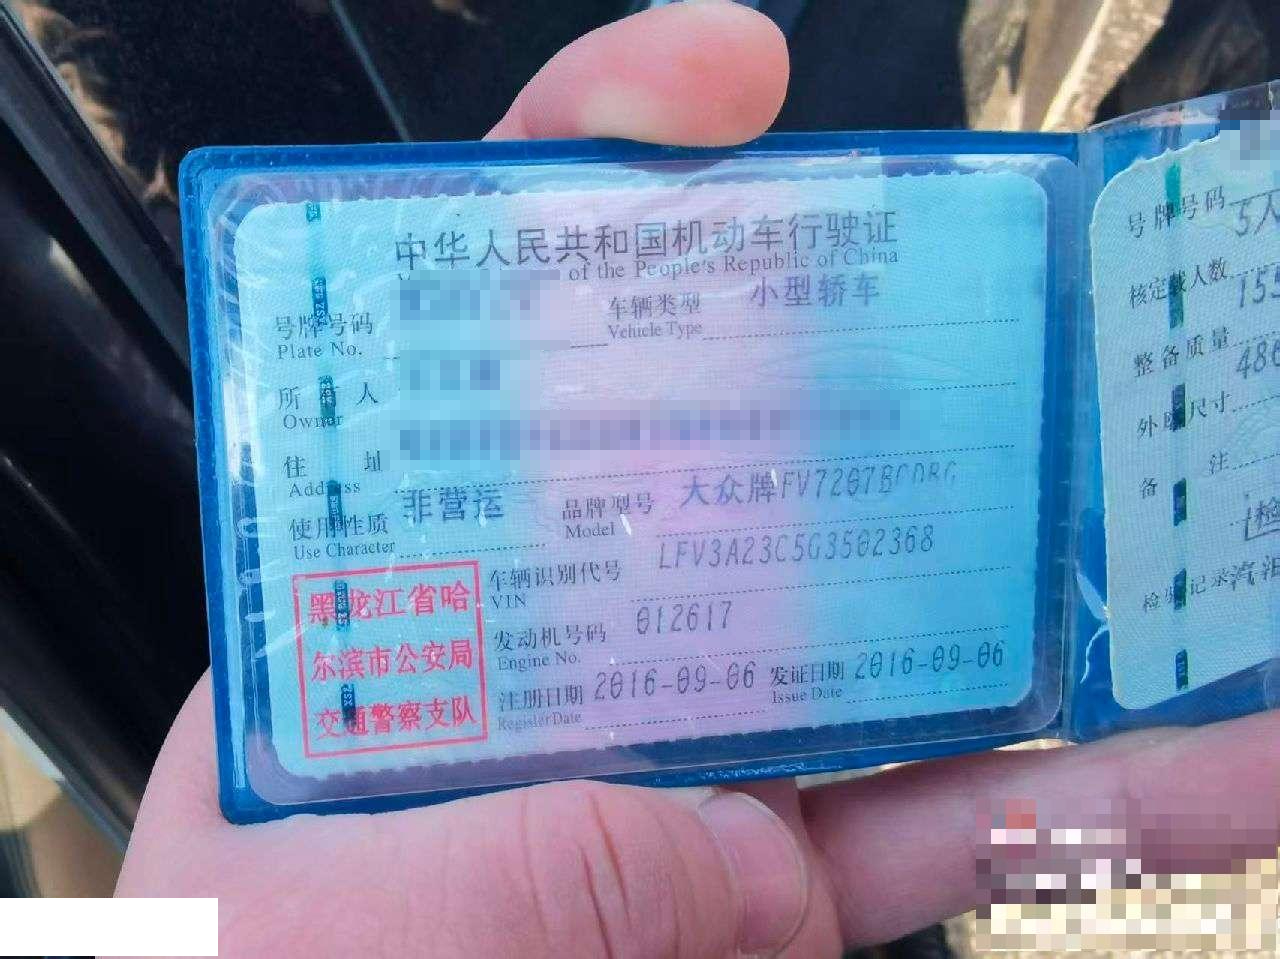 中华人民共和国机动车行驶证
of the People's Republic of China
号牌号码
Plate No.
车辆类型 小型轿车
Vehicle Type
所有人
Owner
住址
Address
使用性质 非营运
Use Character
品牌型号 大众牌FV7207
Model
车辆识别代号 LFV3A23C5G3502368
VIN
发动机号码 012617
Engine No.
注册日期 2016-09-06
Register Date
发证日期 2016-09-06
Issue Date
黑龙江省哈
尔滨市公安局
交通警察支队
号牌号码
核定载人数 5人
整备质量 155
外廓尺寸 486
备注
检验记录 汽油